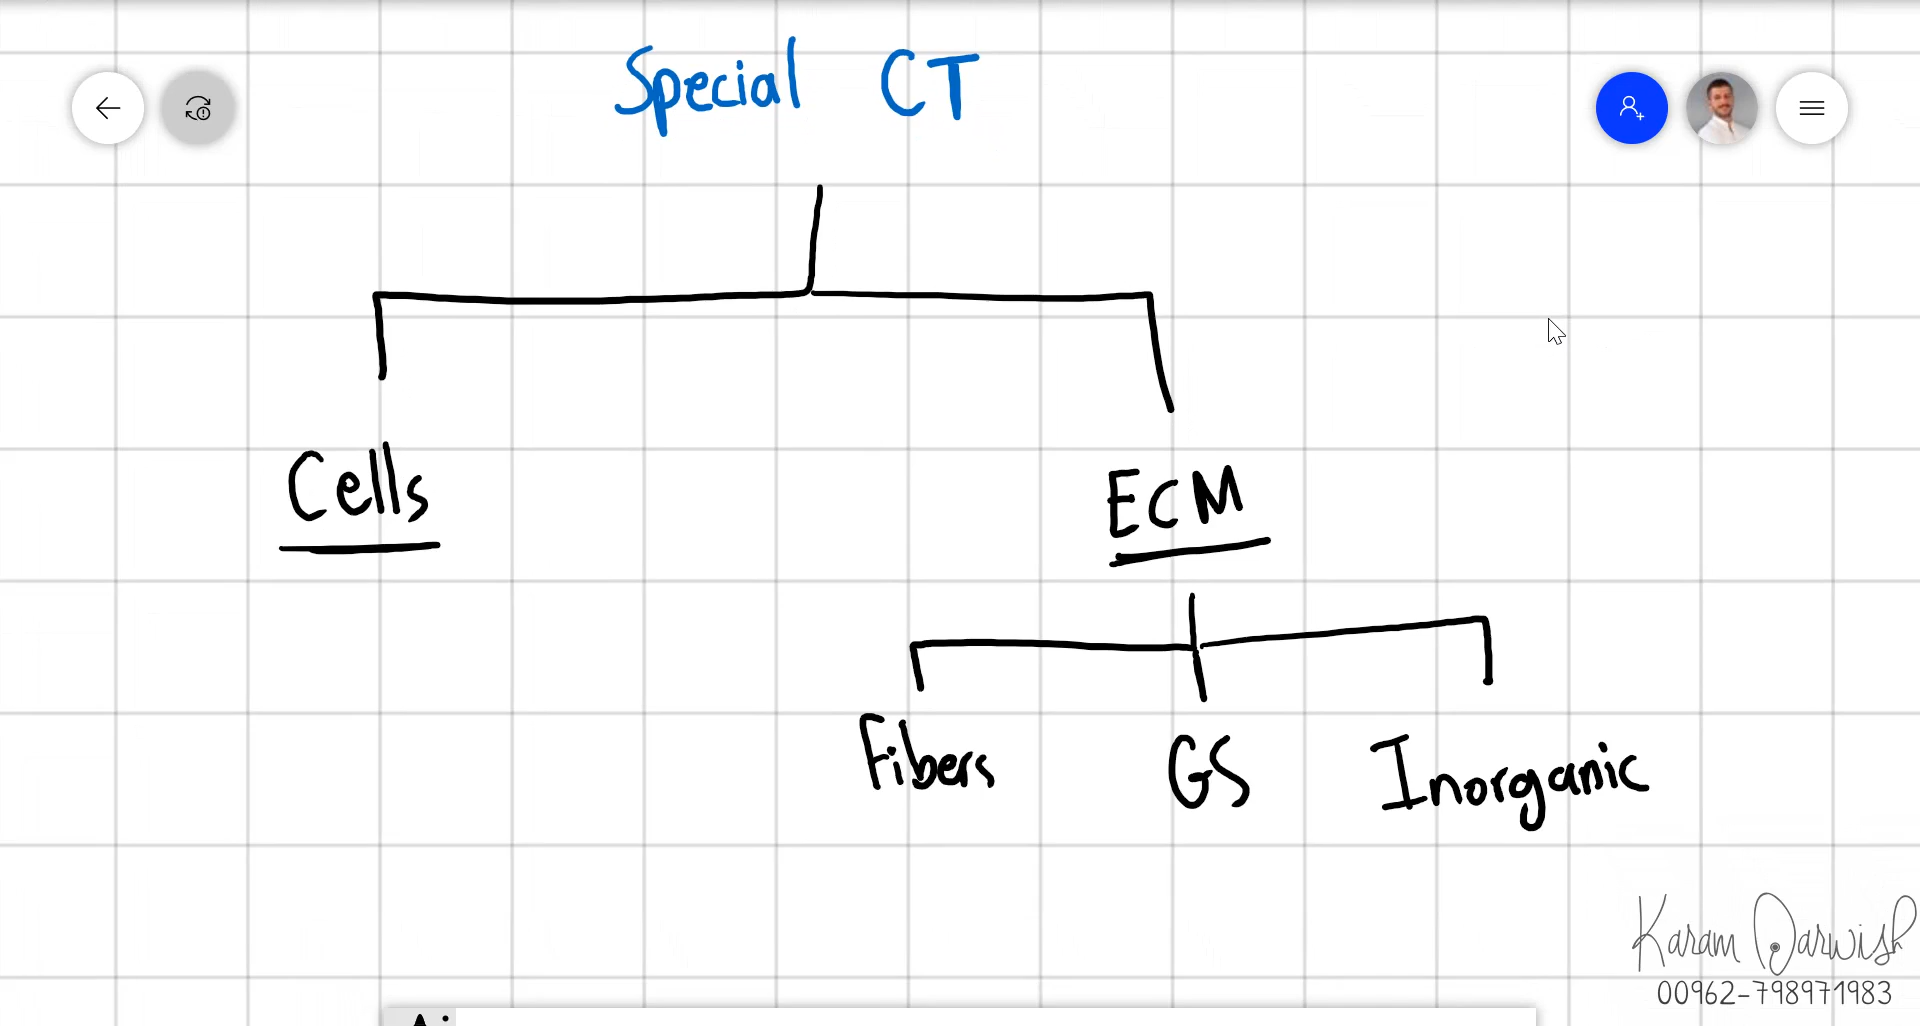 Special CT
Cells
ECM
Fibers GS Inorganic
Karam Darwish
00962-798971983